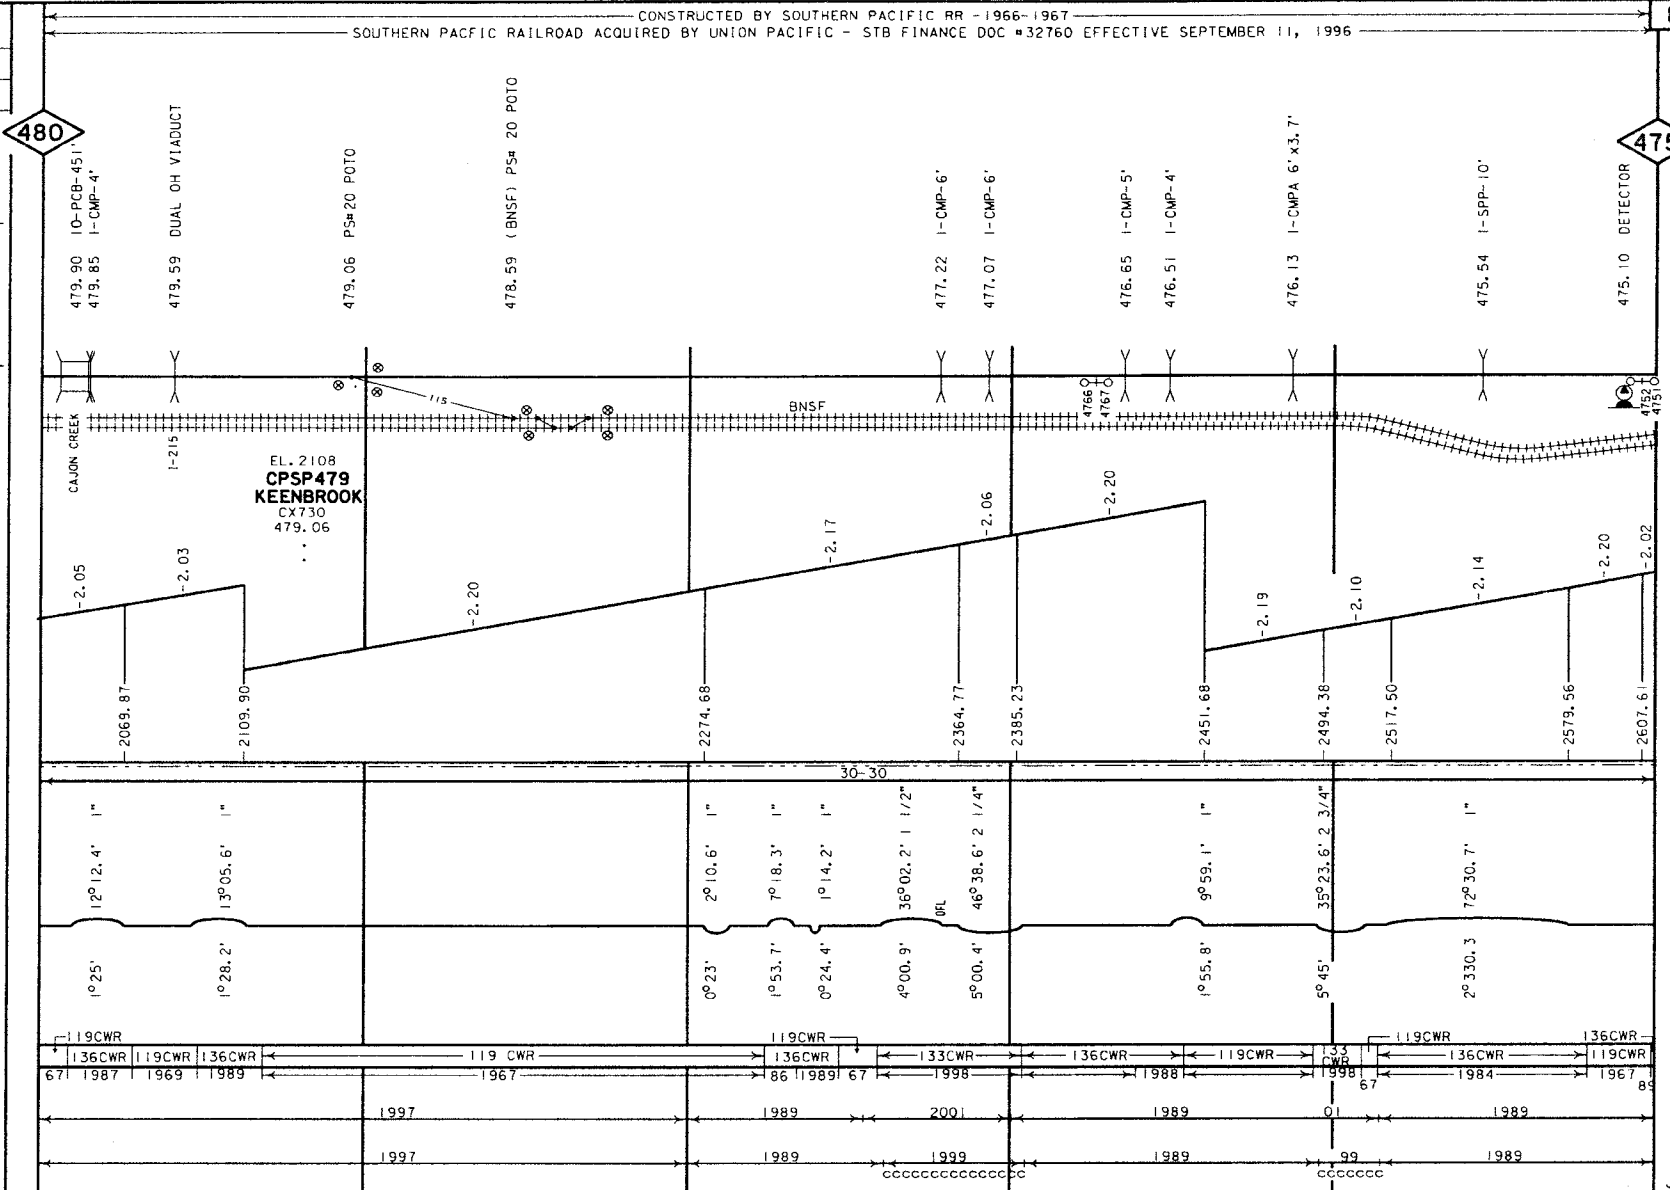 CONSTRUCTED BY SOUTHERN PACIFIC RR - 1966-1967
SOUTHERN PACFIC RAILROAD ACQUIRED BY UNION PACIFIC - STB FINANCE DOC #32760 EFFECTIVE SEPTEMBER 11, 1996
480
475
479.90 10-PCB-451'
479.85 1-CMP-4'
479.59 DUAL OH VIADUCT
479.06 PS#20 POTO
478.59 (BNSF) PS# 20 POTO
477.22 1-CMP-6'
477.07 1-CMP-6'
476.65 1-CMP-5'
476.51 1-CMP-4'
476.13 1-CMPA 6'x3.7'
475.54 1-SPP-10'
475.10 DETECTOR
CAJON CREEK
I-215
115
BNSF
4766
4767
4752
4751
EL. 2108
CPSP479
KEENBROOK
CX730
479.06
-2.05
-2.03
-2.20
-2.17
-2.06
-2.20
-2.19
-2.10
-2.14
-2.20
-2.02
2069.87
2109.90
2274.68
2364.77
2385.23
2451.68
2494.38
2517.50
2579.56
2607.61
30-30
12°12.4' 1"
13°05.6' 1"
2°10.6' 1"
7°18.3' 1"
1°14.2' 1"
36°02.2' 1 1/2"
OFL
46°38.6' 2 1/4"
9°59.1' 1"
35°23.6' 2 3/4"
72°30.7' 1"
1°25'
1°28.2'
0°23'
1°53.7'
0°24.4'
4°00.9'
5°00.4'
1°55.8'
5°45'
2°330.3
119CWR 119CWR 119CWR 136CWR
136CWR 119CWR 136CWR 119 CWR 136CWR 133CWR 136CWR 119CWR 133 CWR 136CWR 119CWR
67 1987 1969 1989 1967 86 1989 67 1998 1988 1998 67 1984 1967 89
1997 1989 2001 1989 01 1989
1997 1989 1999 1989 99 1989